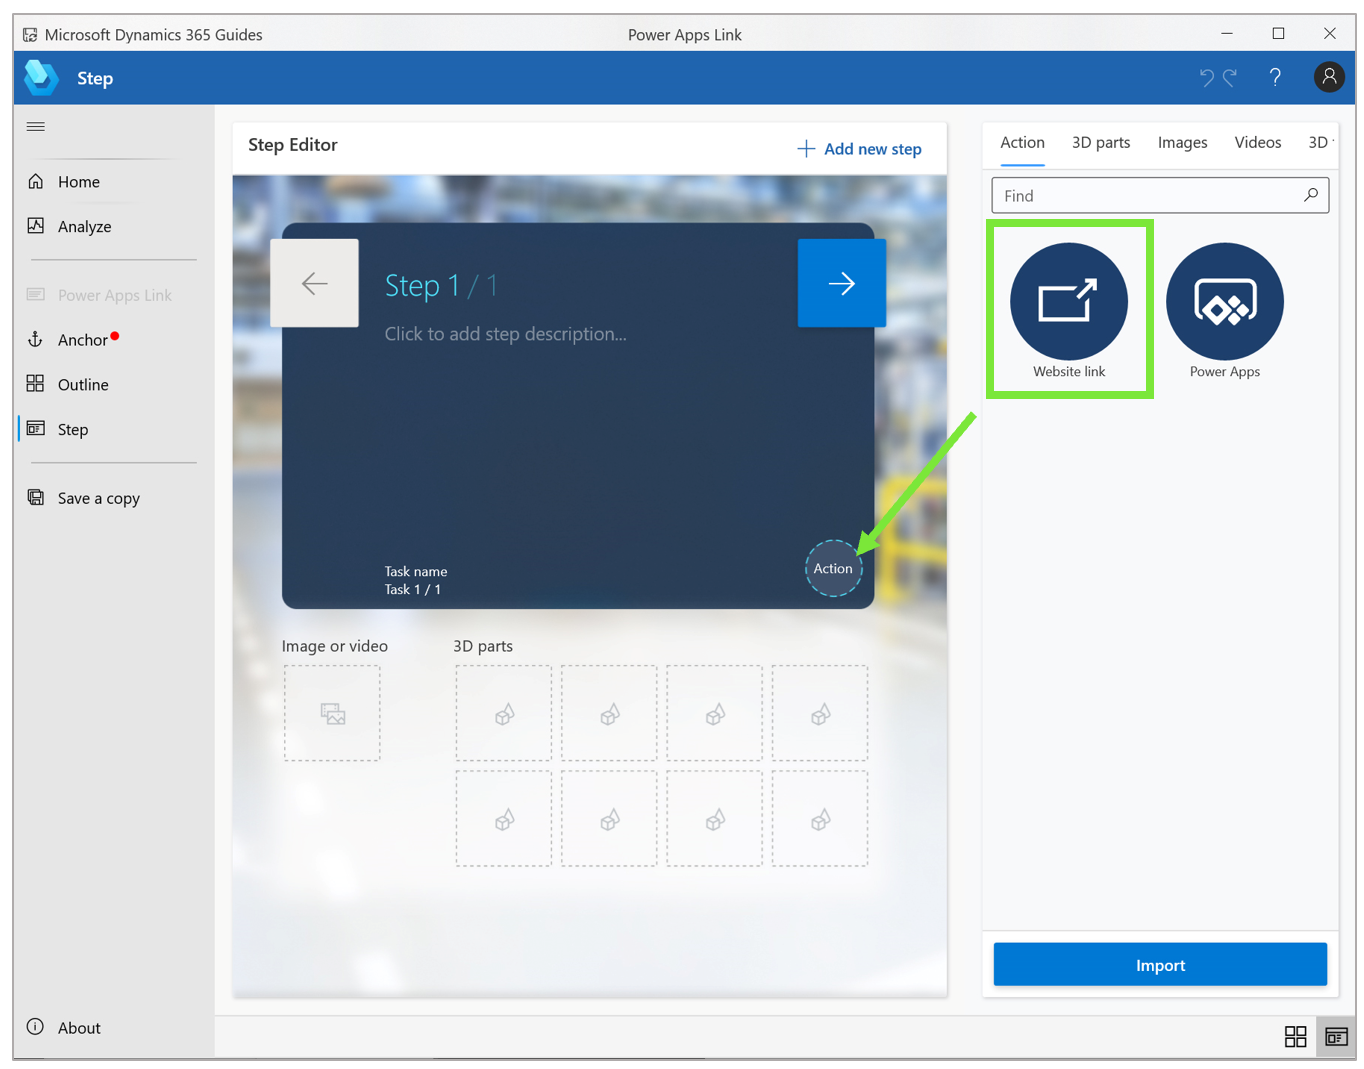 Microsoft Dynamics 365 Guides
Power Apps Link
Step
?
Home
Analyze
Power Apps Link
Anchor
Outline
Step
Save a copy
About
Step Editor
Add new step
Step 1 / 1
Click to add step description...
Task name
Task 1 / 1
Action
Image or video
3D parts
Action 3D parts Images Videos 3D
Find
Website link
Power Apps
Import